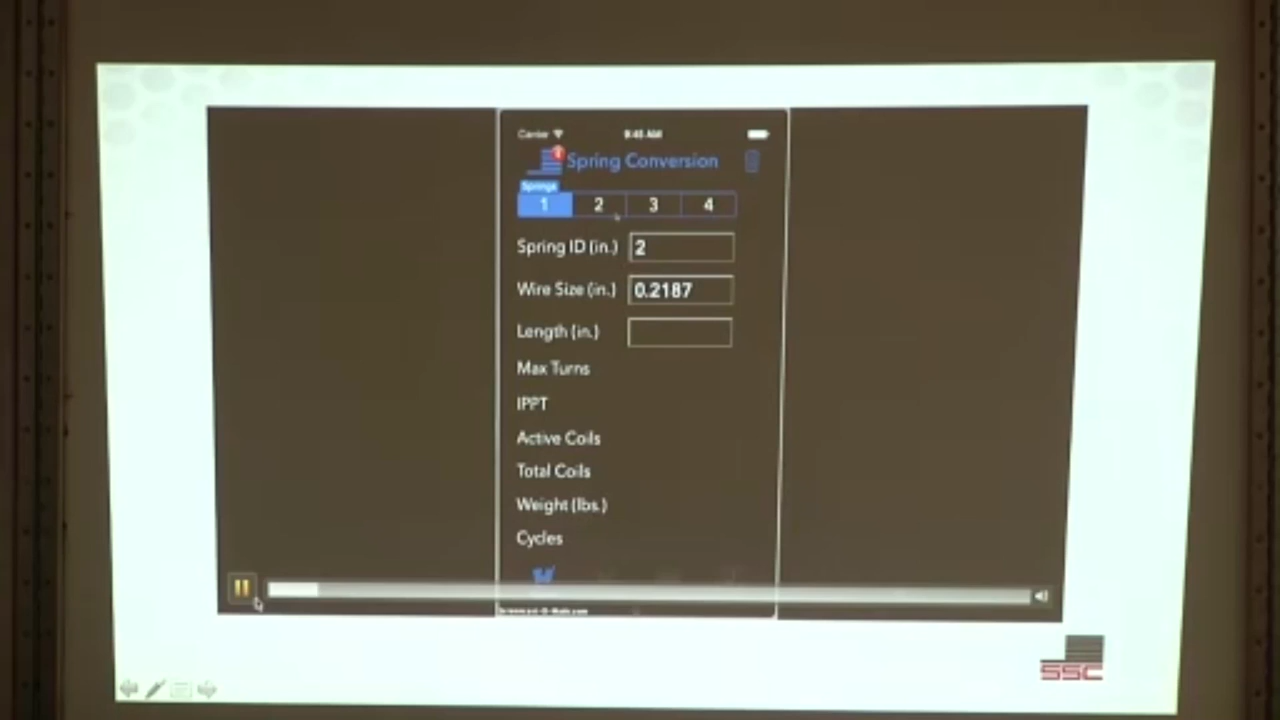 Carrier 9:45 AM
Spring Conversion
Springs
1 2 3 4
Spring ID (in.) 2
Wire Size (in.) 0.2187
Length (in.)
Max Turns
IPPT
Active Coils
Total Coils
Weight (lbs.)
Cycles
SSC